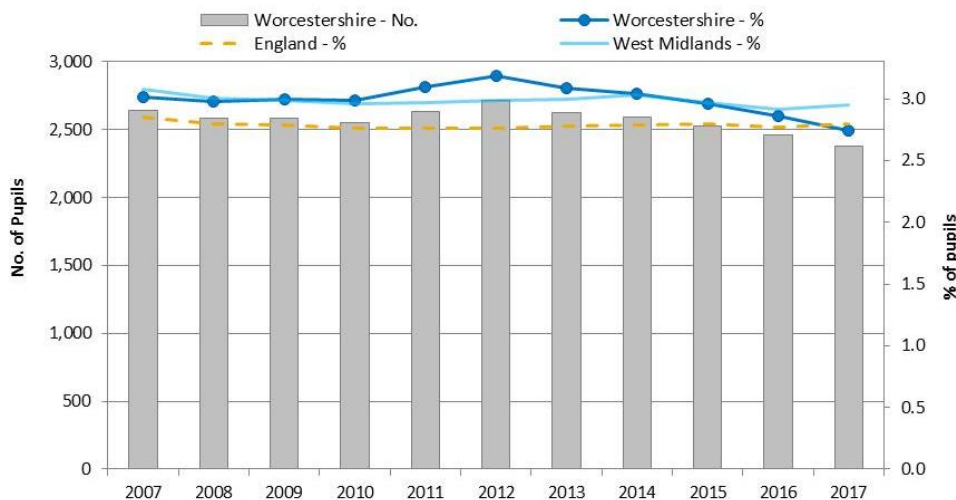 Worcestershire - No. Worcestershire - %
England - % West Midlands - %
3,000
2,500
2,000
1,500
1,000
500
0
No. of Pupils
3.0
2.5
2.0
1.5
1.0
0.5
0.0
% of pupils
2007 2008 2009 2010 2011 2012 2013 2014 2015 2016 2017